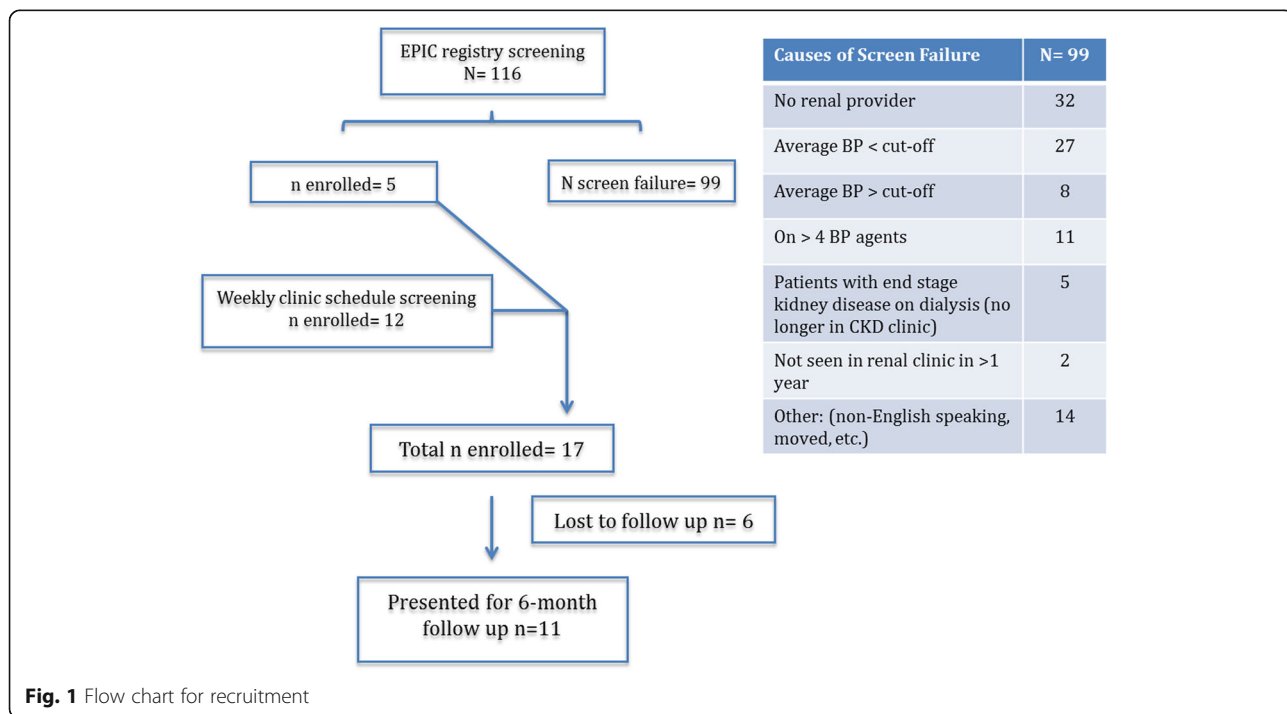 EPIC registry screening
N= 116
n enrolled= 5
N screen failure= 99
Weekly clinic schedule screening
n enrolled= 12
Total n enrolled= 17
Lost to follow up n= 6
Presented for 6-month
follow up n=11
Causes of Screen Failure N= 99
No renal provider 32
Average BP < cut-off 27
Average BP > cut-off 8
On > 4 BP agents 11
Patients with end stage 5
kidney disease on dialysis (no
longer in CKD clinic)
Not seen in renal clinic in >1 2
year
Other: (non-English speaking, 14
moved, etc.)
Fig. 1 Flow chart for recruitment